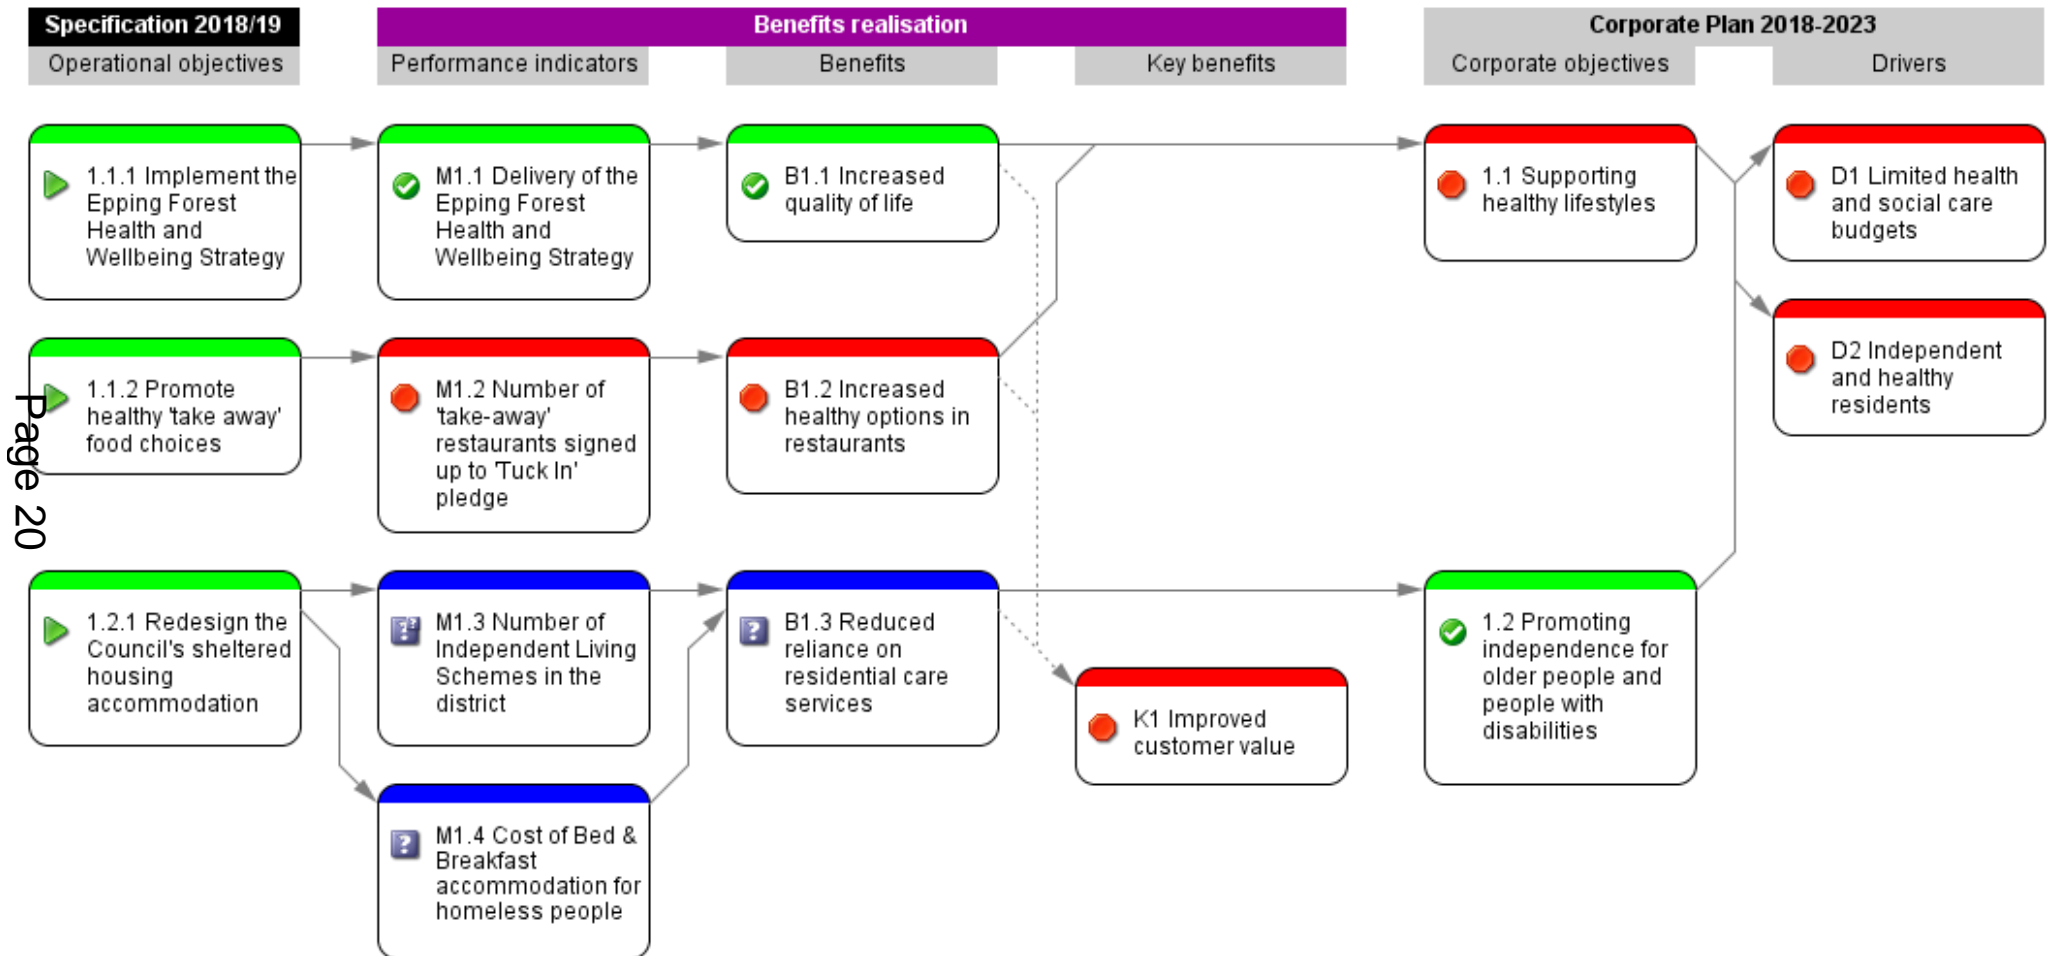 Specification 2018/19
Benefits realisation
Corporate Plan 2018-2023
Operational objectives
Performance indicators
Benefits
Key benefits
Corporate objectives
Drivers
1.1.1 Implement the
Epping Forest
Health and
Wellbeing Strategy
M1.1 Delivery of the
Epping Forest
Health and
Wellbeing Strategy
B1.1 Increased
quality of life
1.1 Supporting
healthy lifestyles
D1 Limited health
and social care
budgets
1.1.2 Promote
healthy 'take away'
food choices
M1.2 Number of
'take-away'
restaurants signed
up to 'Tuck In'
pledge
B1.2 Increased
healthy options in
restaurants
D2 Independent
and healthy
residents
Page 20
1.2.1 Redesign the
Council's sheltered
housing
accommodation
M1.3 Number of
Independent Living
Schemes in the
district
B1.3 Reduced
reliance on
residential care
services
K1 Improved
customer value
1.2 Promoting
independence for
older people and
people with
disabilities
M1.4 Cost of Bed &
Breakfast
accommodation for
homeless people